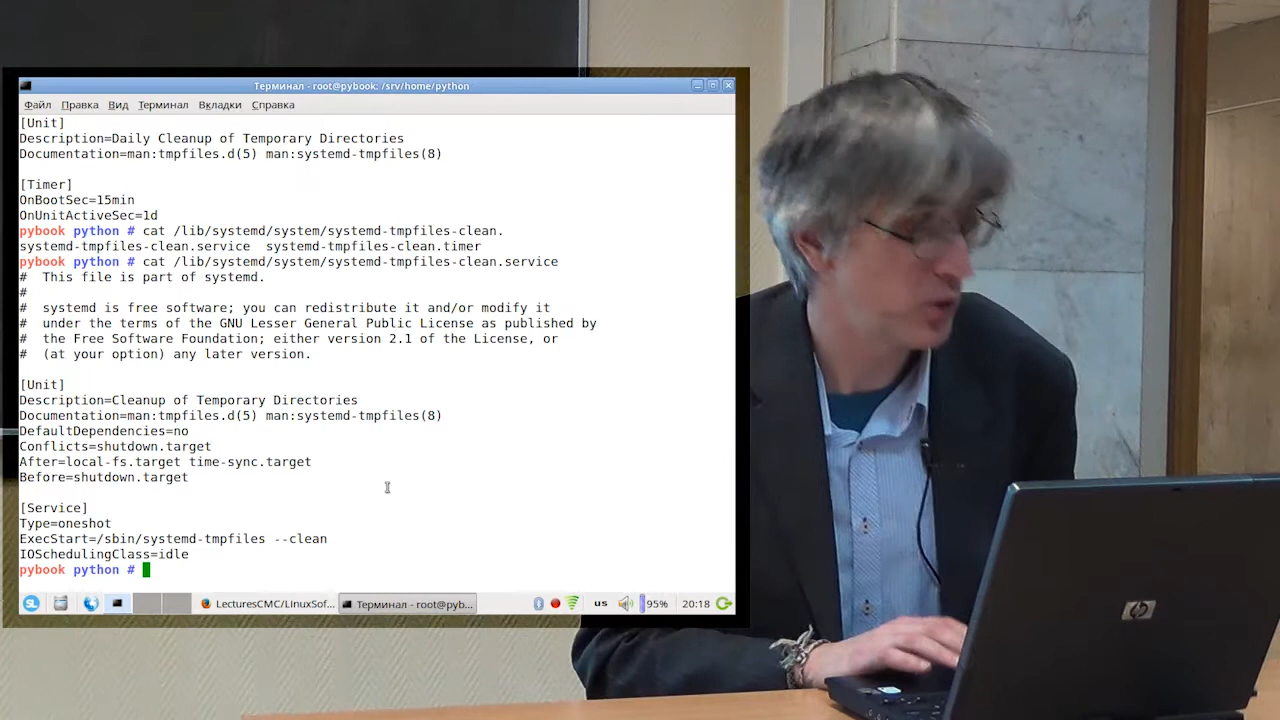 Терминал - root@pybook: /srv/home/python
Файл Правка Вид Терминал Вкладки Справка
[Unit]
Description=Daily Cleanup of Temporary Directories
Documentation=man:tmpfiles.d(5) man:systemd-tmpfiles(8)
[Timer]
OnBootSec=15min
OnUnitActiveSec=1d
pybook python # cat /lib/systemd/system/systemd-tmpfiles-clean.
systemd-tmpfiles-clean.service systemd-tmpfiles-clean.timer
pybook python # cat /lib/systemd/system/systemd-tmpfiles-clean.service
# This file is part of systemd.
#
# systemd is free software; you can redistribute it and/or modify it
# under the terms of the GNU Lesser General Public License as published by
# the Free Software Foundation; either version 2.1 of the License, or
# (at your option) any later version.
[Unit]
Description=Cleanup of Temporary Directories
Documentation=man:tmpfiles.d(5) man:systemd-tmpfiles(8)
DefaultDependencies=no
Conflicts=shutdown.target
After=local-fs.target time-sync.target
Before=shutdown.target
[Service]
Type=oneshot
ExecStart=/sbin/systemd-tmpfiles --clean
IOSchedulingClass=idle
pybook python #
SL LecturesCMC/LinuxSof... Терминал - root@pyb... us 95% 20:18
hp